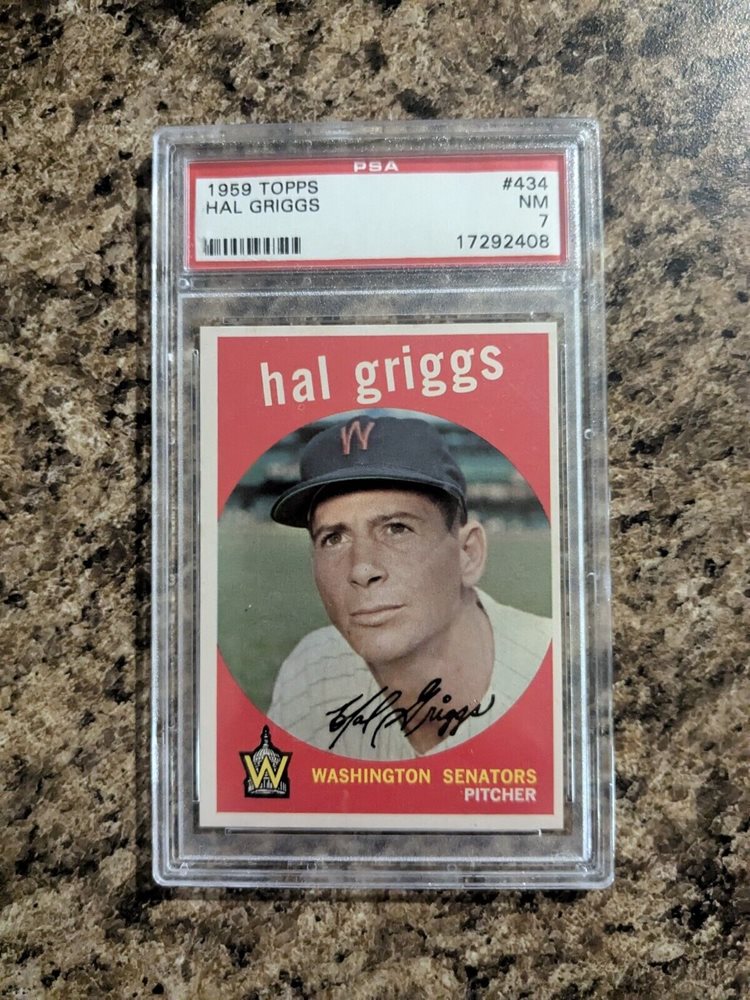 PSA
1959 TOPPS #434
HAL GRIGGS NM
7
17292408
hal griggs
W
Hal Griggs
W
WASHINGTON SENATORS
PITCHER